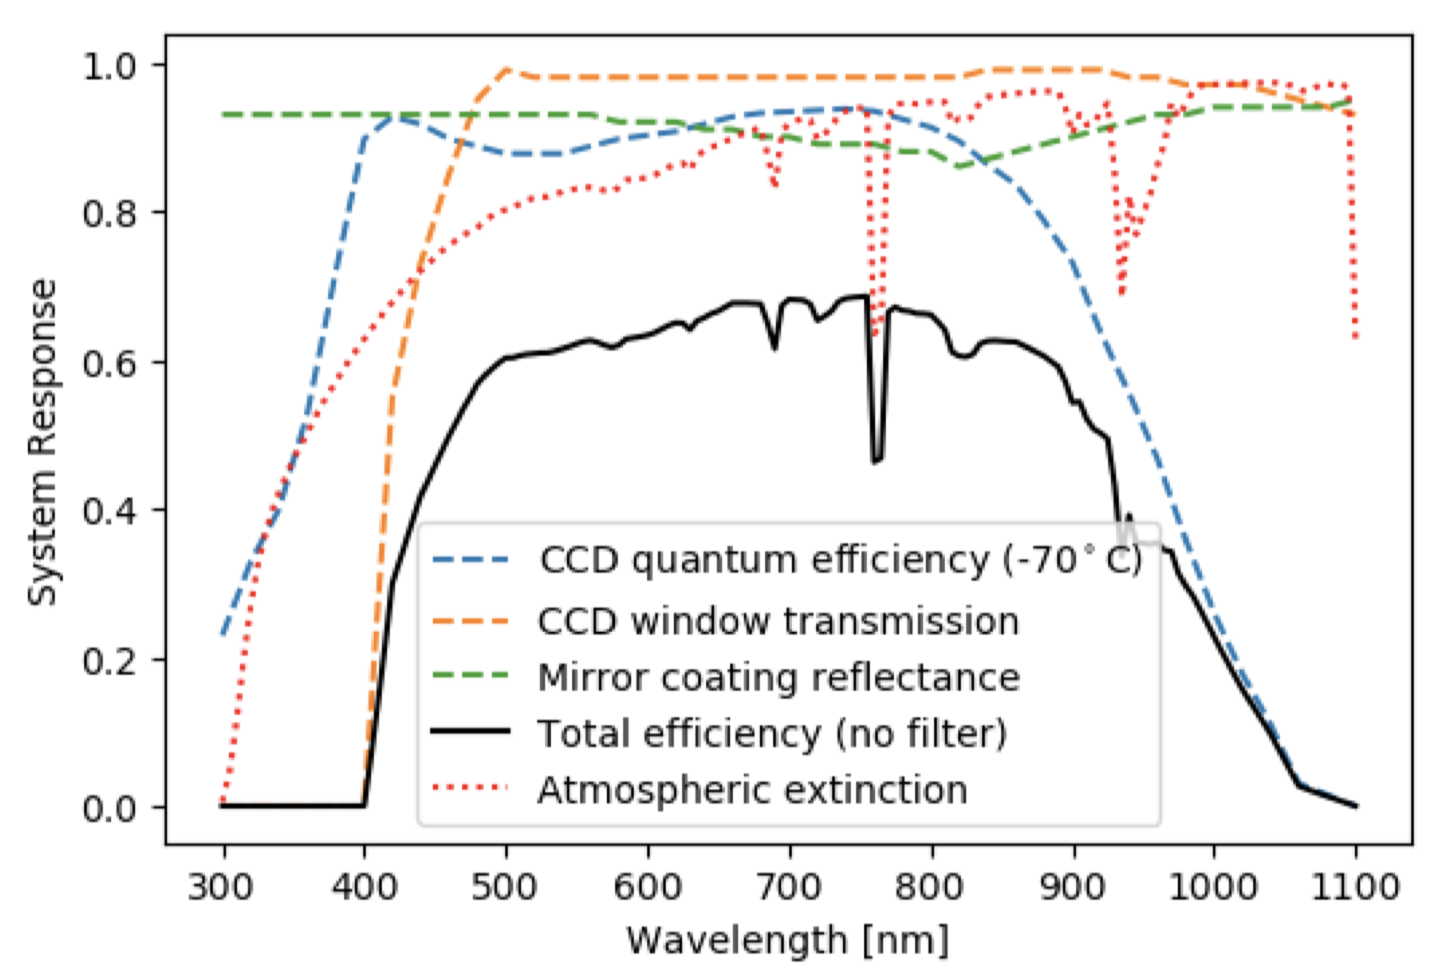 1.0
0.8
0.6
0.4
0.2
0.0
System Response
CCD quantum efficiency (-70°C)
CCD window transmission
Mirror coating reflectance
Total efficiency (no filter)
Atmospheric extinction
300 400 500 600 700 800 900 1000 1100
Wavelength [nm]